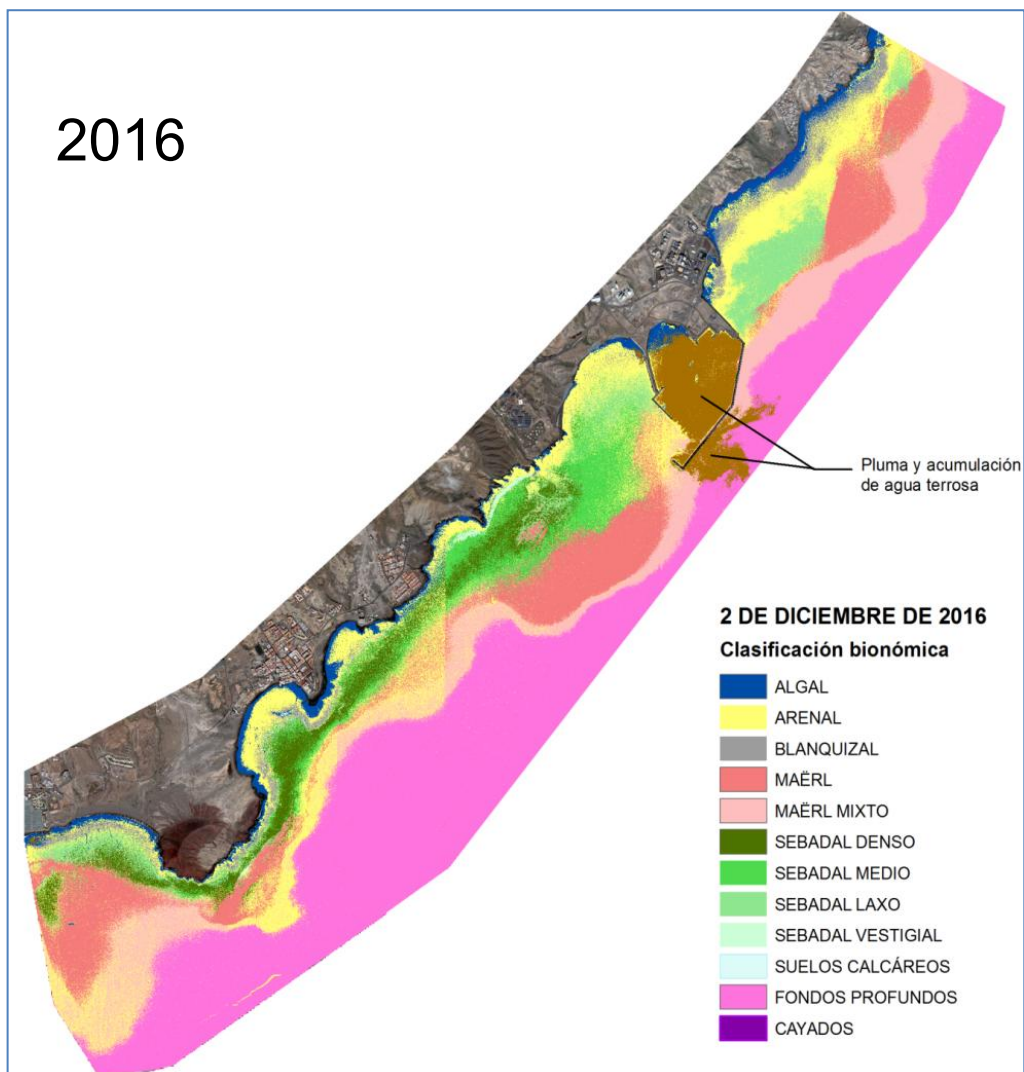 2016
Pluma y acumulación
de agua terrosa
2 DE DICIEMBRE DE 2016
Clasificación bionómica
ALGAL
ARENAL
BLANQUIZAL
MAËRL
MAËRL MIXTO
SEBADAL DENSO
SEBADAL MEDIO
SEBADAL LAXO
SEBADAL VESTIGIAL
SUELOS CALCÁREOS
FONDOS PROFUNDOS
CAYADOS